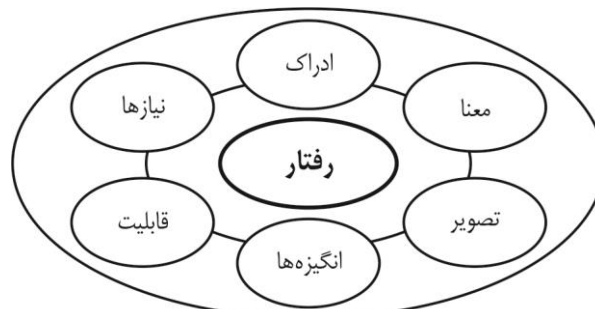 ادراک
معنا
نیازها
رفتار
تصویر
قابلیت
انگیزه‌ها